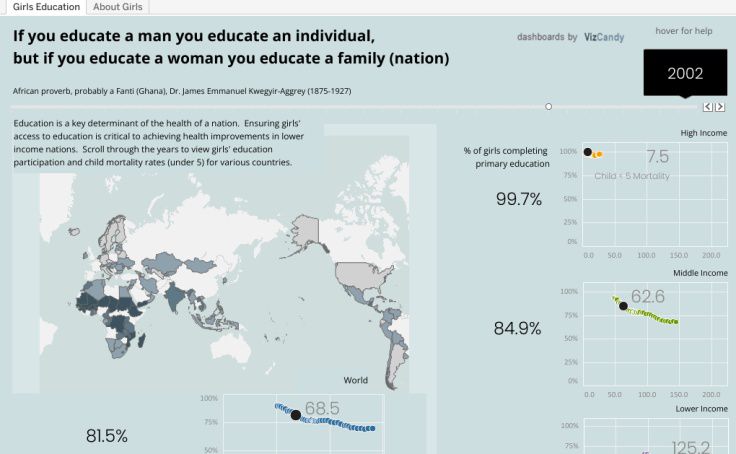 Girls Education
About Girls
If you educate a man you educate an individual,
but if you educate a woman you educate a family (nation)
dashboards by VizCandy
hover for help
2002
African proverb, probably a Fanti (Ghana), Dr. James Emmanuel Kwegyir-Aggrey (1875-1927)
Education is a key determinant of the health of a nation. Ensuring girls'
access to education is critical to achieving health improvements in lower
income nations. Scroll through the years to view girls' education
participation and child mortality rates (under 5) for various countries.
% of girls completing
primary education
High Income
99.7%
100%
75%
50%
25%
0%
7.5
Child < 5 Mortality
0.0 50.0 100.0 150.0 200.0
Middle Income
84.9%
100%
75%
50%
25%
0%
62.6
0.0 50.0 100.0 150.0 200.0
World
81.5%
100%
75%
50%
68.5
Lower Income
100%
75%
125.2